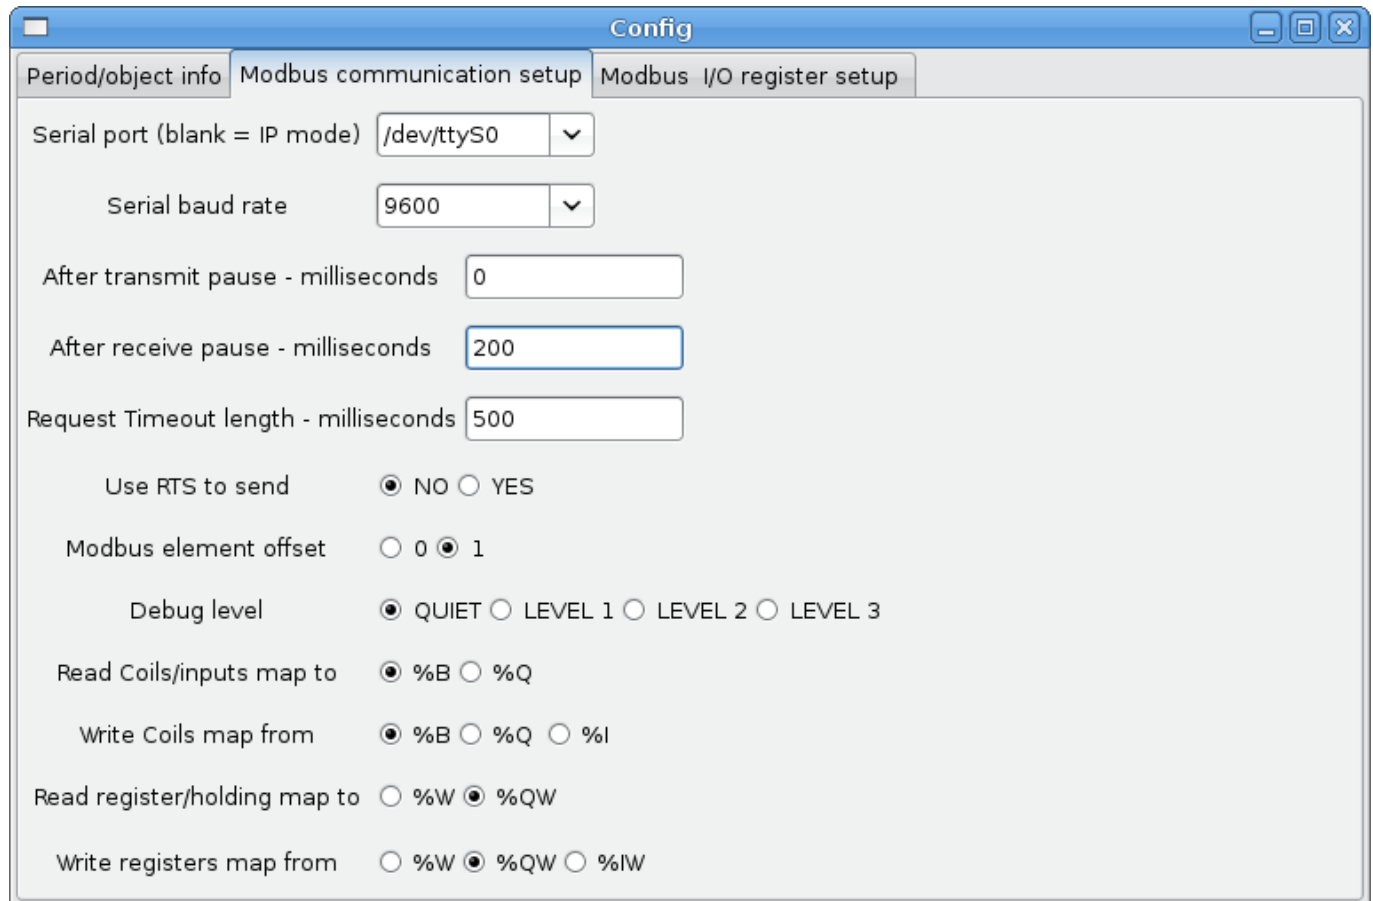 Config
Period/object info Modbus communication setup Modbus I/O register setup
Serial port (blank = IP mode) /dev/ttyS0
Serial baud rate 9600
After transmit pause - milliseconds 0
After receive pause - milliseconds 200
Request Timeout length - milliseconds 500
Use RTS to send NO YES
Modbus element offset 0 1
Debug level QUIET LEVEL 1 LEVEL 2 LEVEL 3
Read Coils/inputs map to %B %Q
Write Coils map from %B %Q %I
Read register/holding map to %W %QW
Write registers map from %W %QW %IW